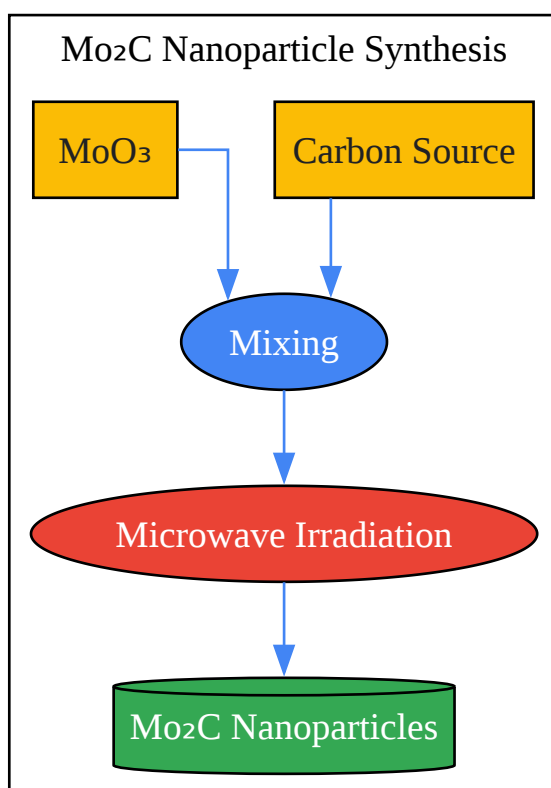 Mo₂C Nanoparticle Synthesis
MoO₃
Carbon Source
Mixing
Microwave Irradiation
Mo₂C Nanoparticles